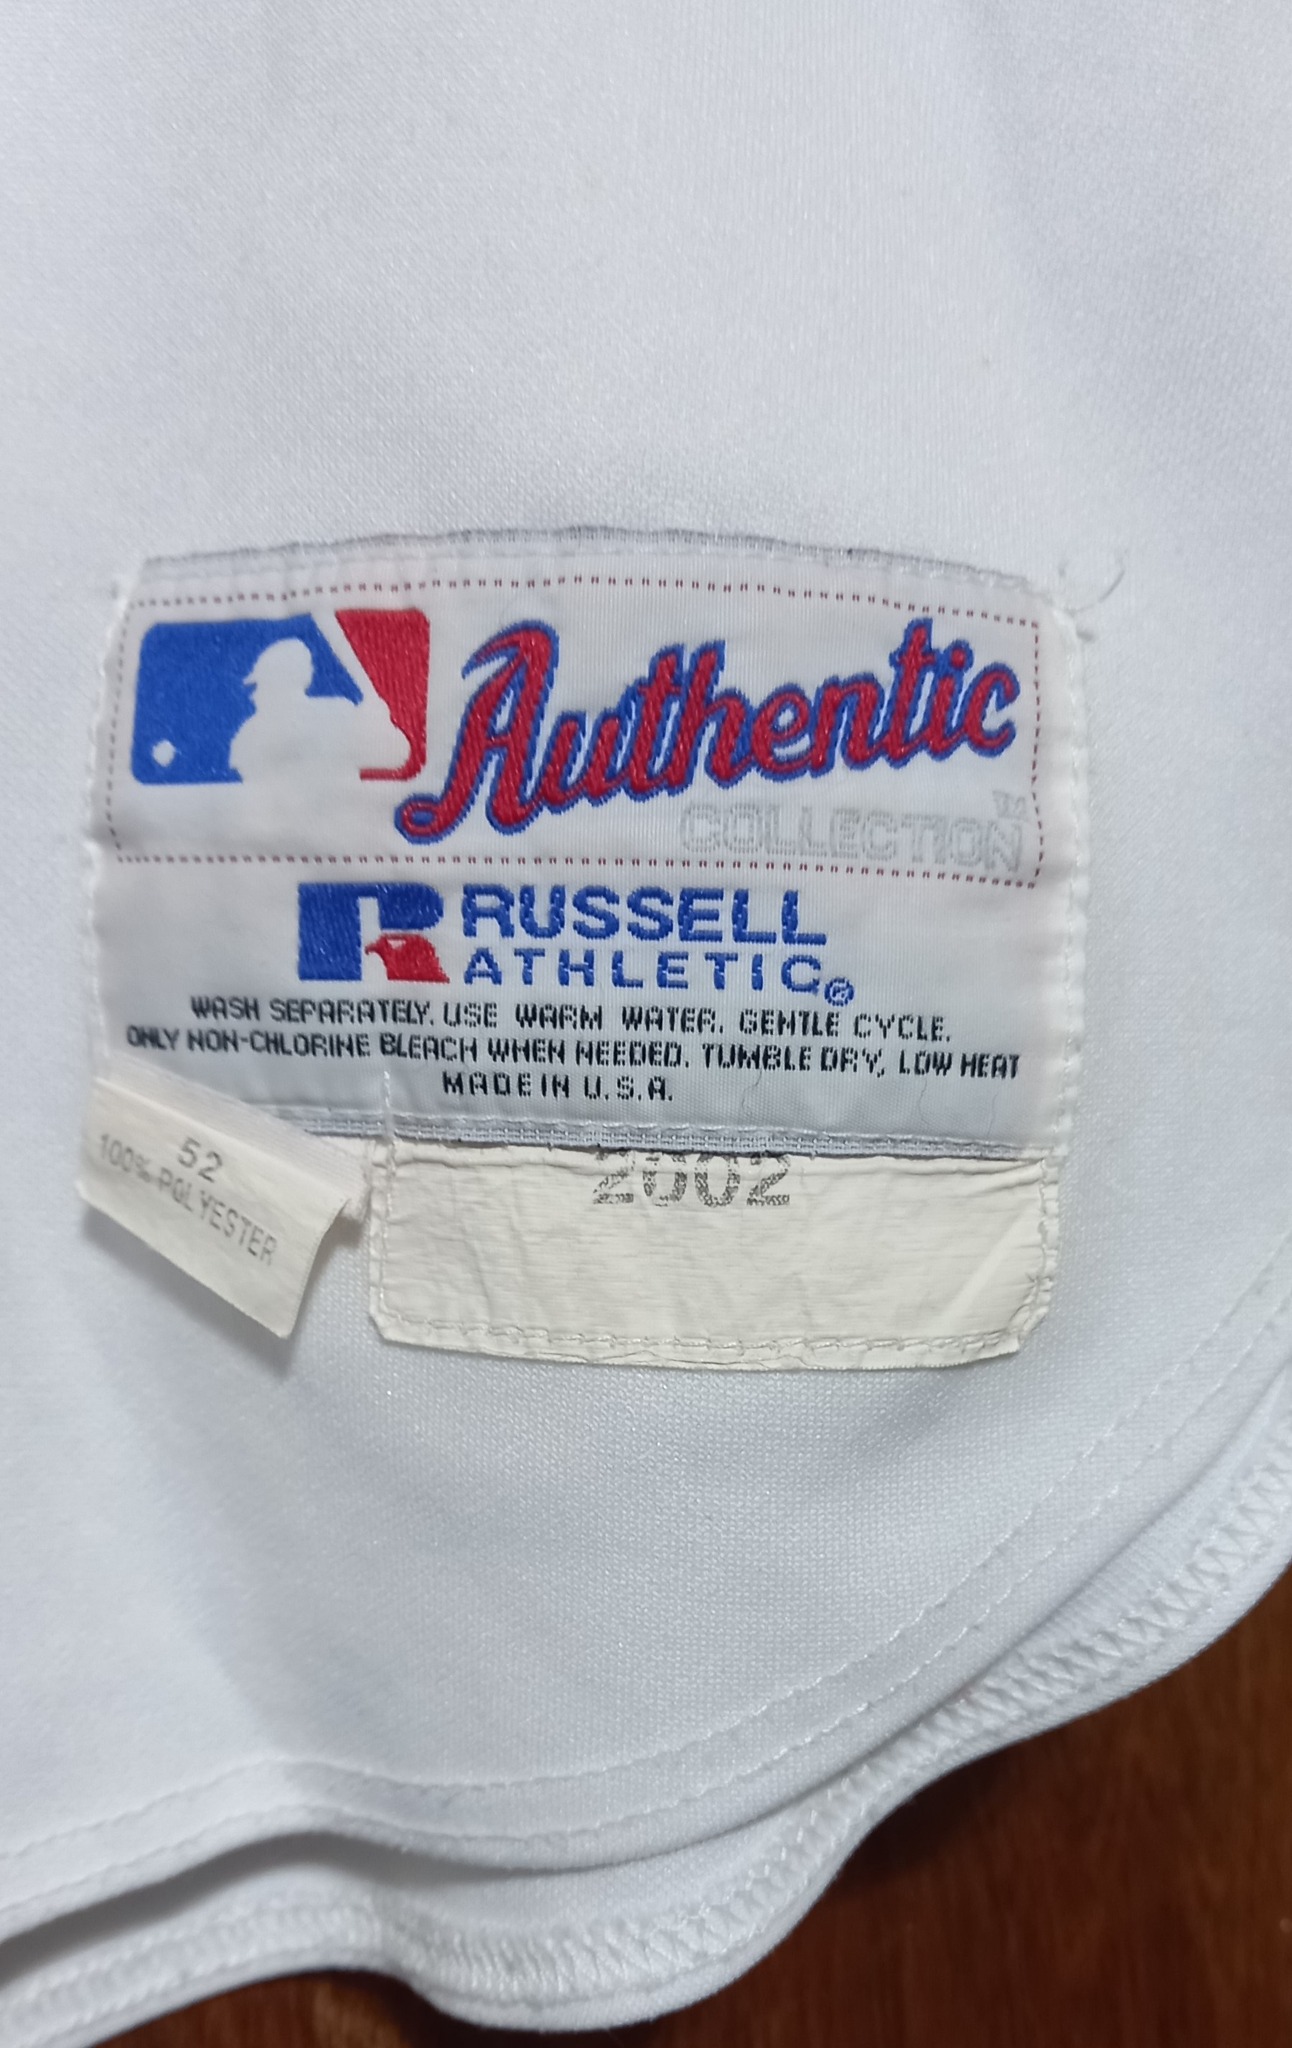 Authentic
COLLECTION™
RUSSELL
ATHLETIC®
WASH SEPARATELY. USE WARM WATER. GENTLE CYCLE.
ONLY NON-CHLORINE BLEACH WHEN NEEDED. TUMBLE DRY, LOW HEAT
MADE IN U.S.A.
52
100% POLYESTER
2002